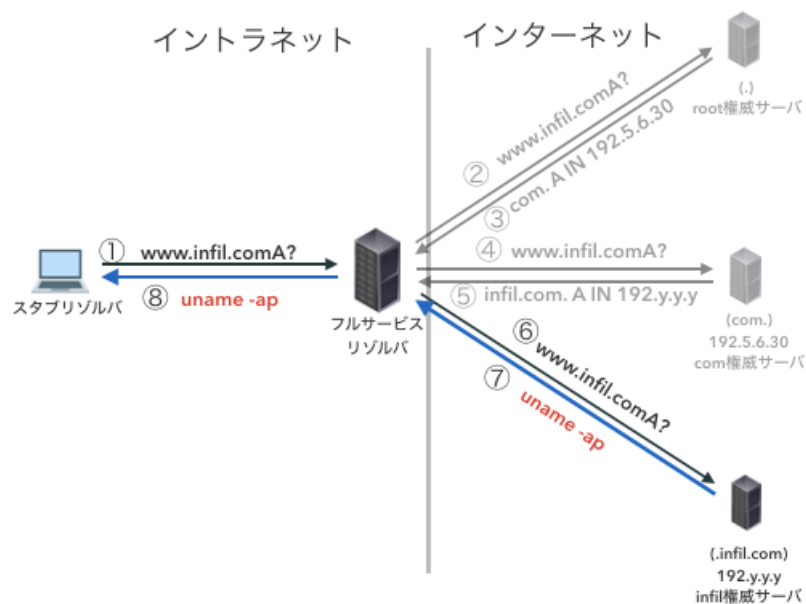 イントラネット
インターネット
(.)
root権威サーバ
② www.infil.comA?
③ com. A IN 192.5.6.30
① www.infil.comA?
⑧ uname -ap
スタブリゾルバ
フルサービス
リゾルバ
④ www.infil.comA?
⑤ infil.com. A IN 192.y.y.y
(com.)
192.5.6.30
com権威サーバ
⑥ www.infil.comA?
⑦ uname -ap
(.infil.com)
192.y.y.y
infil権威サーバ